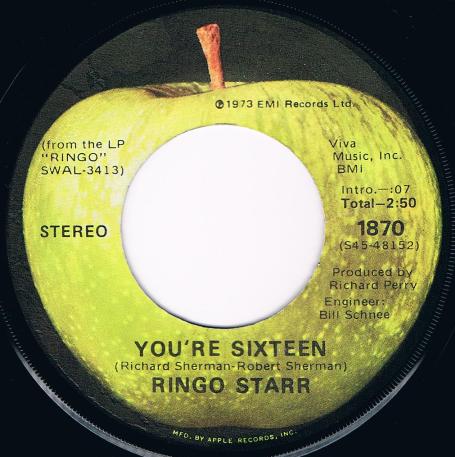 ℗1973 EMI Records Ltd.
(from the LP
"RINGO"
SWAL-3413)
Viva
Music, Inc.
BMI
Intro.—:07
Total—2:50
STEREO
1870
(S45-48152)
Produced by
Richard Perry
Engineer:
Bill Schnee
YOU'RE SIXTEEN
(Richard Sherman-Robert Sherman)
RINGO STARR
MFD. BY APPLE RECORDS, INC.